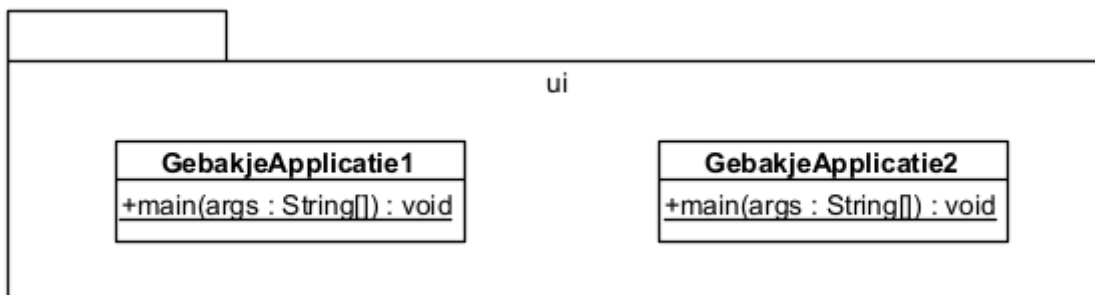 ui
GebakjeApplicatie1
+main(args : String[]) : void
GebakjeApplicatie2
+main(args : String[]) : void